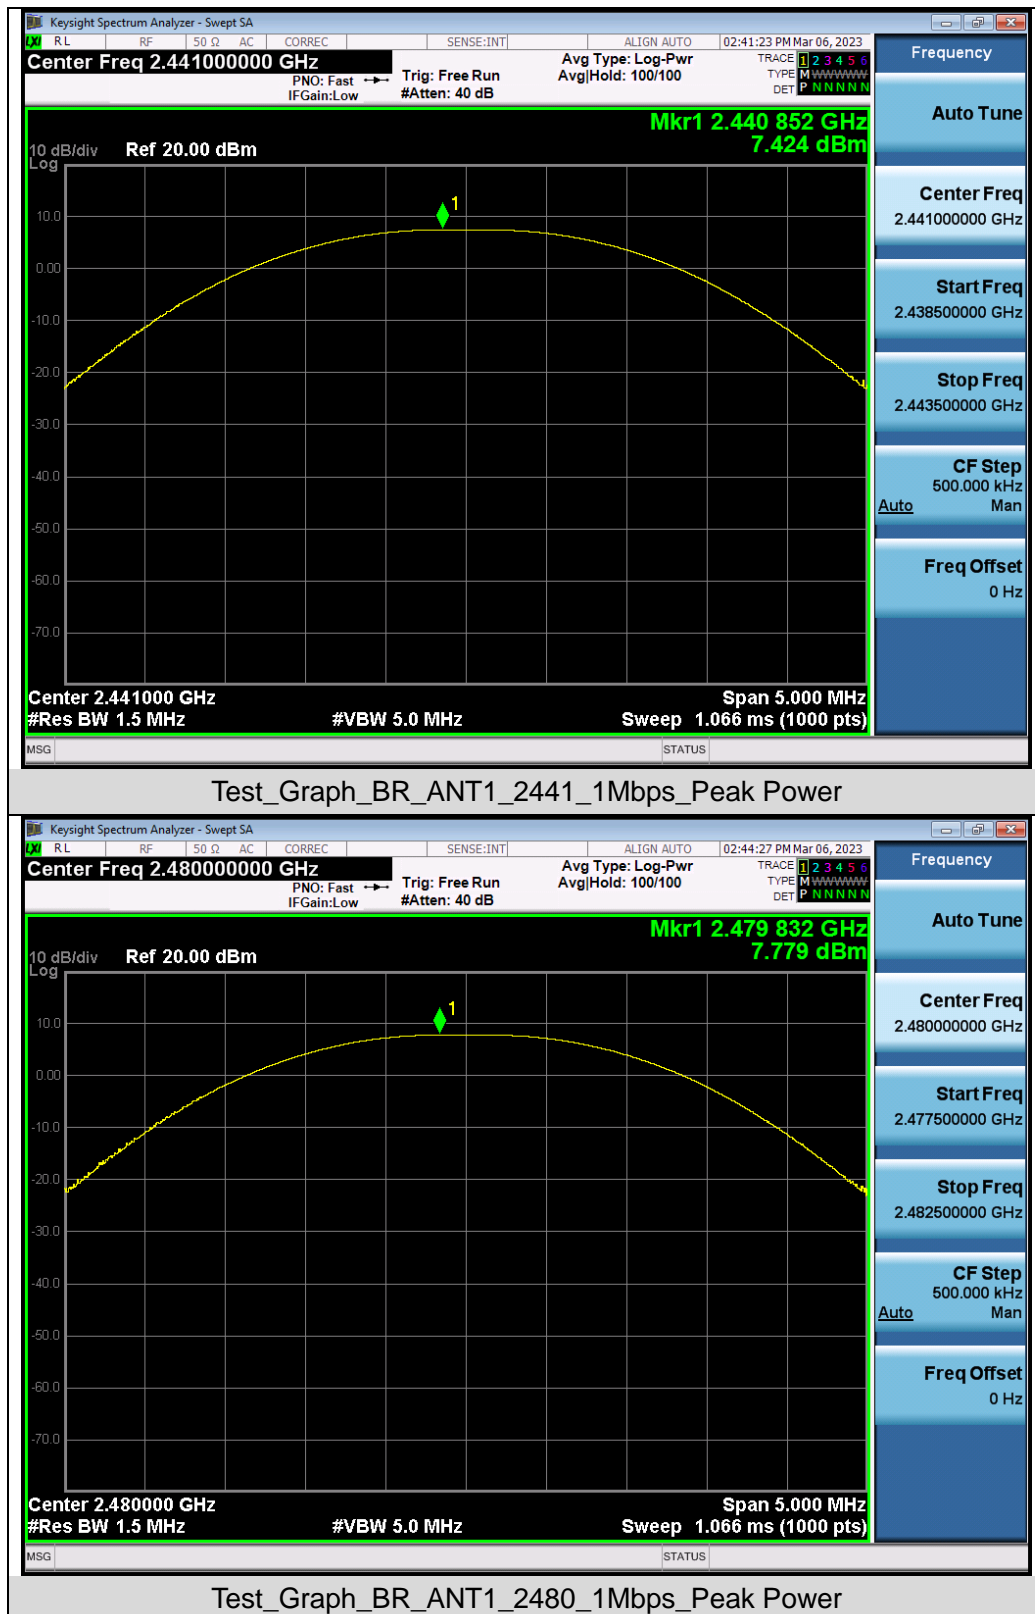 Keysight Spectrum Analyzer - Swept SA
LXI RL RF 50 Ω AC CORREC SENSE:INT ALIGN AUTO 02:41:23 PM Mar 06, 2023
Center Freq 2.441000000 GHz
PNO: Fast
IFGain:Low
Trig: Free Run
#Atten: 40 dB
Avg Type: Log-Pwr
Avg|Hold: 100/100
TRACE 1 2 3 4 5 6
TYPE M WWWWW
DET P N N N N N
Frequency
Mkr1 2.440 852 GHz
7.424 dBm
10 dB/div Ref 20.00 dBm
Log
1
10.0
0.00
-10.0
-20.0
-30.0
-40.0
-50.0
-60.0
-70.0
Center 2.441000 GHz Span 5.000 MHz
#Res BW 1.5 MHz #VBW 5.0 MHz Sweep 1.066 ms (1000 pts)
Auto Tune
Center Freq
2.441000000 GHz
Start Freq
2.438500000 GHz
Stop Freq
2.443500000 GHz
CF Step
500.000 kHz
Auto Man
Freq Offset
0 Hz
MSG STATUS
Test_Graph_BR_ANT1_2441_1Mbps_Peak Power
Keysight Spectrum Analyzer - Swept SA
LXI RL RF 50 Ω AC CORREC SENSE:INT ALIGN AUTO 02:44:27 PM Mar 06, 2023
Center Freq 2.480000000 GHz
PNO: Fast
IFGain:Low
Trig: Free Run
#Atten: 40 dB
Avg Type: Log-Pwr
Avg|Hold: 100/100
TRACE 1 2 3 4 5 6
TYPE M WWWWW
DET P N N N N N
Frequency
Mkr1 2.479 832 GHz
7.779 dBm
10 dB/div Ref 20.00 dBm
Log
1
10.0
0.00
-10.0
-20.0
-30.0
-40.0
-50.0
-60.0
-70.0
Center 2.480000 GHz Span 5.000 MHz
#Res BW 1.5 MHz #VBW 5.0 MHz Sweep 1.066 ms (1000 pts)
Auto Tune
Center Freq
2.480000000 GHz
Start Freq
2.477500000 GHz
Stop Freq
2.482500000 GHz
CF Step
500.000 kHz
Auto Man
Freq Offset
0 Hz
MSG STATUS
Test_Graph_BR_ANT1_2480_1Mbps_Peak Power